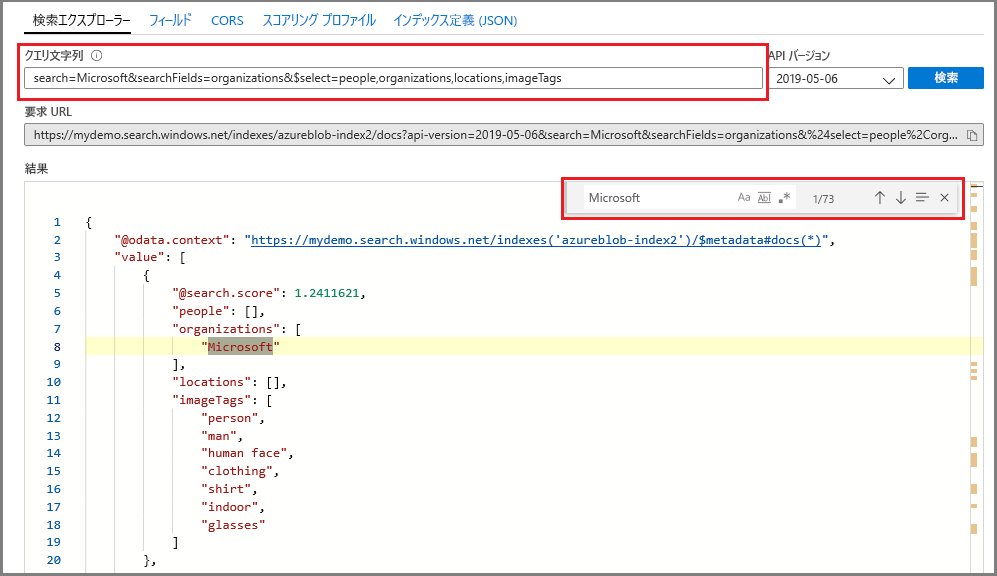 検索エクスプローラー フィールド CORS スコアリング プロファイル インデックス定義 (JSON)
クエリ文字列 API バージョン
search=Microsoft&searchFields=organizations&$select=people,organizations,locations,imageTags 2019-05-06 検索
要求 URL
https://mydemo.search.windows.net/indexes/azureblob-index2/docs?api-version=2019-05-06&search=Microsoft&searchFields=organizations&%24select=people%2Corg...
結果
Microsoft Aa Abl .* 1/73
1 {
2 "@odata.context": "https://mydemo.search.windows.net/indexes('azureblob-index2')/$metadata#docs(*)",
3 "value": [
4 {
5 "@search.score": 1.2411621,
6 "people": [],
7 "organizations": [
8 "Microsoft"
9 ],
10 "locations": [],
11 "imageTags": [
12 "person",
13 "man",
14 "human face",
15 "clothing",
16 "shirt",
17 "indoor",
18 "glasses"
19 ]
20 },